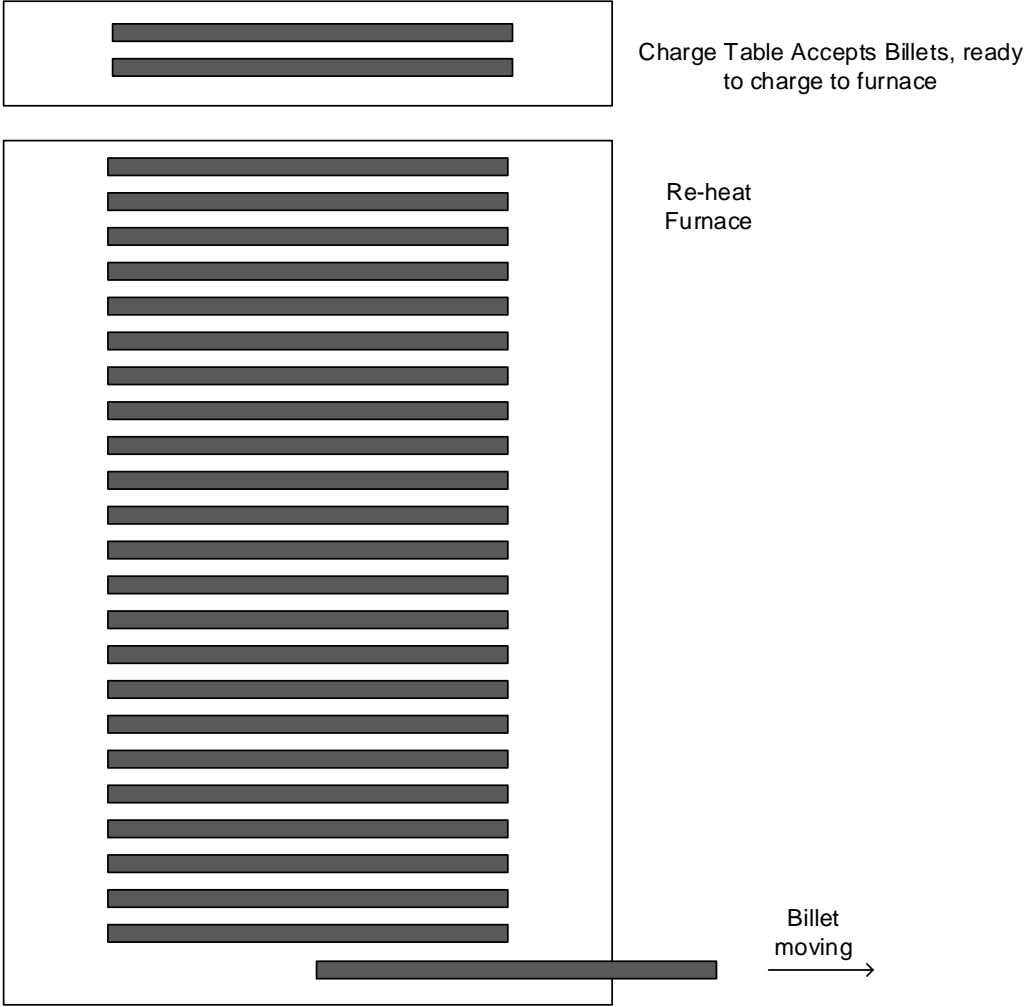 Charge Table Accepts Billets, ready
to charge to furnace
Re-heat
Furnace
Billet
moving